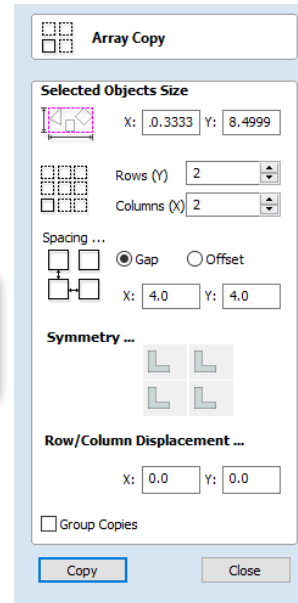 Array Copy
Selected Objects Size
X: .0.3333 Y: 8.4999
Rows (Y) 2
Columns (X) 2
Spacing ...
Gap Offset
X: 4.0 Y: 4.0
Symmetry ...
Row/Column Displacement ...
X: 0.0 Y: 0.0
Group Copies
Copy Close